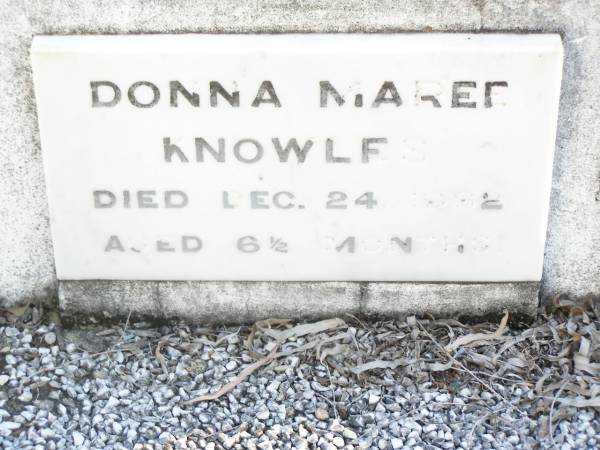 DONNA MAREE
KNOWLES
DIED DEC. 24
AGED 6½ MONTHS